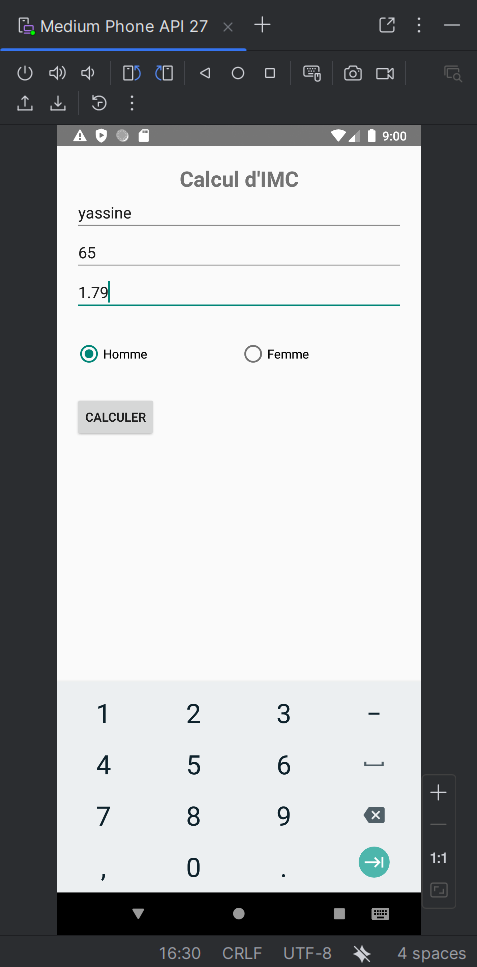 Medium Phone API 27
9:00
Calcul d'IMC
yassine
65
1.79
Homme Femme
CALCULER
1 2 3 –
4 5 6
7 8 9
, 0 .
1:1
16:30 CRLF UTF-8 4 spaces